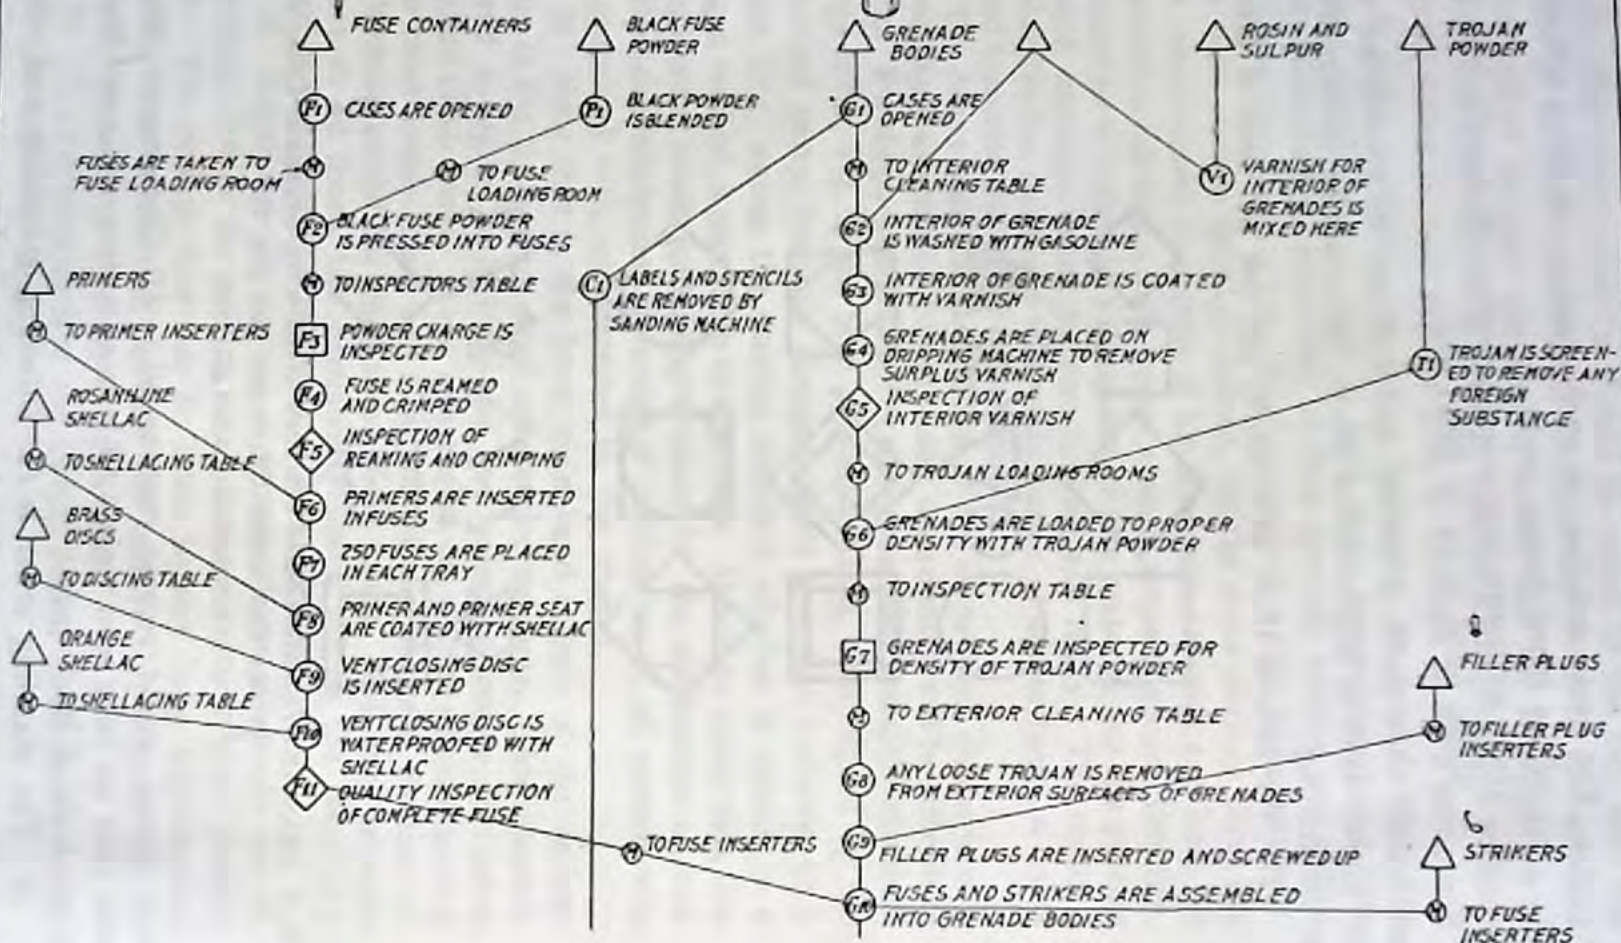 FUSE CONTAINERS
BLACK FUSE
POWDER
GRENADE
BODIES
ROSIN AND
SULPUR
TROJAN
POWDER
F1 CASES ARE OPENED
P1 BLACK POWDER
IS BLENDED
G1 CASES ARE
OPENED
FUSES ARE TAKEN TO
FUSE LOADING ROOM
M
M TO FUSE
LOADING ROOM
M TO INTERIOR
CLEANING TABLE
V1 VARNISH FOR
INTERIOR OF
GRENADES IS
MIXED HERE
F2 BLACK FUSE POWDER
IS PRESSED INTO FUSES
G2 INTERIOR OF GRENADE
IS WASHED WITH GASOLINE
PRIMERS
M TO INSPECTORS TABLE
C1 LABELS AND STENCILS
ARE REMOVED BY
SANDING MACHINE
G3 INTERIOR OF GRENADE IS COATED
WITH VARNISH
M TO PRIMER INSERTERS
F3 POWDER CHARGE IS
INSPECTED
G4 GRENADES ARE PLACED ON
DRIPPING MACHINE TO REMOVE
SURPLUS VARNISH
T1 TROJAN IS SCREEN-
ED TO REMOVE ANY
FOREIGN
SUBSTANCE
ROSANILINE
SHELLAC
F4 FUSE IS REAMED
AND CRIMPED
G5 INSPECTION OF
INTERIOR VARNISH
M TO SHELLACING TABLE
F5 INSPECTION OF
REAMING AND CRIMPING
M TO TROJAN LOADING ROOMS
F6 PRIMERS ARE INSERTED
IN FUSES
BRASS
DISCS
G6 GRENADES ARE LOADED TO PROPER
DENSITY WITH TROJAN POWDER
F7 250 FUSES ARE PLACED
IN EACH TRAY
M TO DISCING TABLE
M TO INSPECTION TABLE
F8 PRIMER AND PRIMER SEAT
ARE COATED WITH SHELLAC
ORANGE
SHELLAC
G7 GRENADES ARE INSPECTED FOR
DENSITY OF TROJAN POWDER
FILLER PLUGS
F9 VENT CLOSING DISC
IS INSERTED
M TO SHELLACING TABLE
M TO EXTERIOR CLEANING TABLE
M TO FILLER PLUG
INSERTERS
F10 VENT CLOSING DISC IS
WATER PROOFED WITH
SHELLAC
G8 ANY LOOSE TROJAN IS REMOVED
FROM EXTERIOR SURFACES OF GRENADES
F11 QUALITY INSPECTION
OF COMPLETE FUSE
M TO FUSE INSERTERS
G9 FILLER PLUGS ARE INSERTED AND SCREWED UP
STRIKERS
G10 FUSES AND STRIKERS ARE ASSEMBLED
INTO GRENADE BODIES
M TO FUSE
INSERTERS